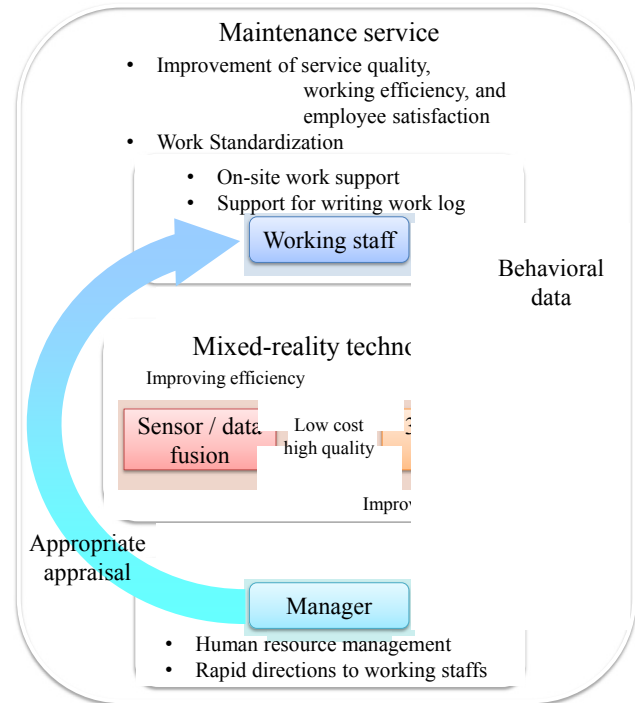 Maintenance service
• Improvement of service quality,
working efficiency, and
employee satisfaction
• Work Standardization
• On-site work support
• Support for writing work log
Working staff
Behavioral
data
Mixed-reality
Improving efficiency
Sensor / data
fusion
Low cost
high quality
Appropriate
appraisal
Manager
• Human resource management
• Rapid directions to working staffs